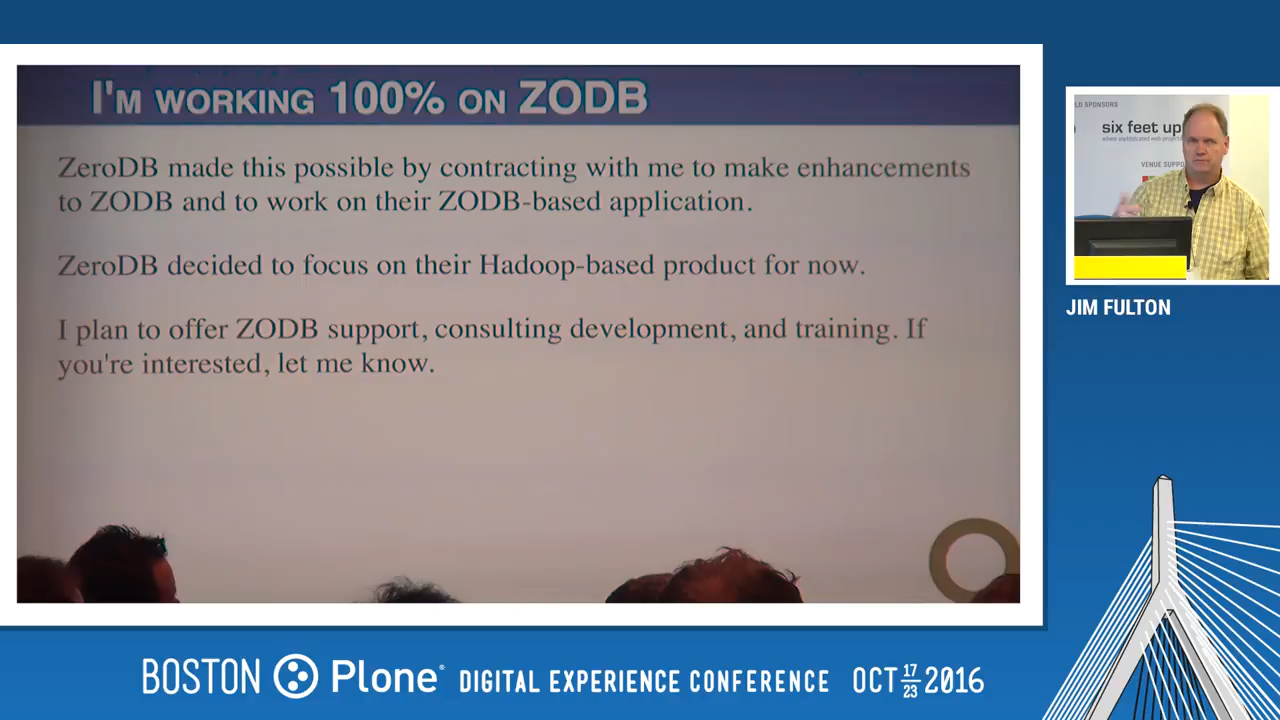 I'M WORKING 100% ON ZODB
ZeroDB made this possible by contracting with me to make enhancements
to ZODB and to work on their ZODB-based application.
ZeroDB decided to focus on their Hadoop-based product for now.
I plan to offer ZODB support, consulting development, and training. If
you're interested, let me know.
LD SPONSORS
six feet up
VENUE SUPPO
JIM FULTON
BOSTON Plone® DIGITAL EXPERIENCE CONFERENCE OCT 17 23 2016